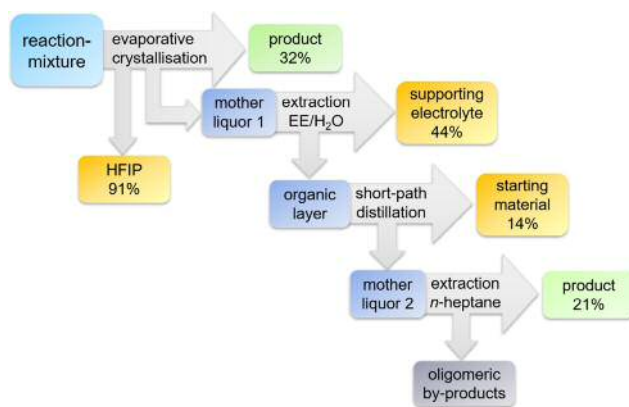 reaction-
mixture
evaporative
crystallisation
product
32%
HFIP
91%
mother
liquor 1
extraction
EE/H₂O
supporting
electrolyte
44%
organic
layer
short-path
distillation
starting
material
14%
mother
liquor 2
extraction
n-heptane
product
21%
oligomeric
by-products